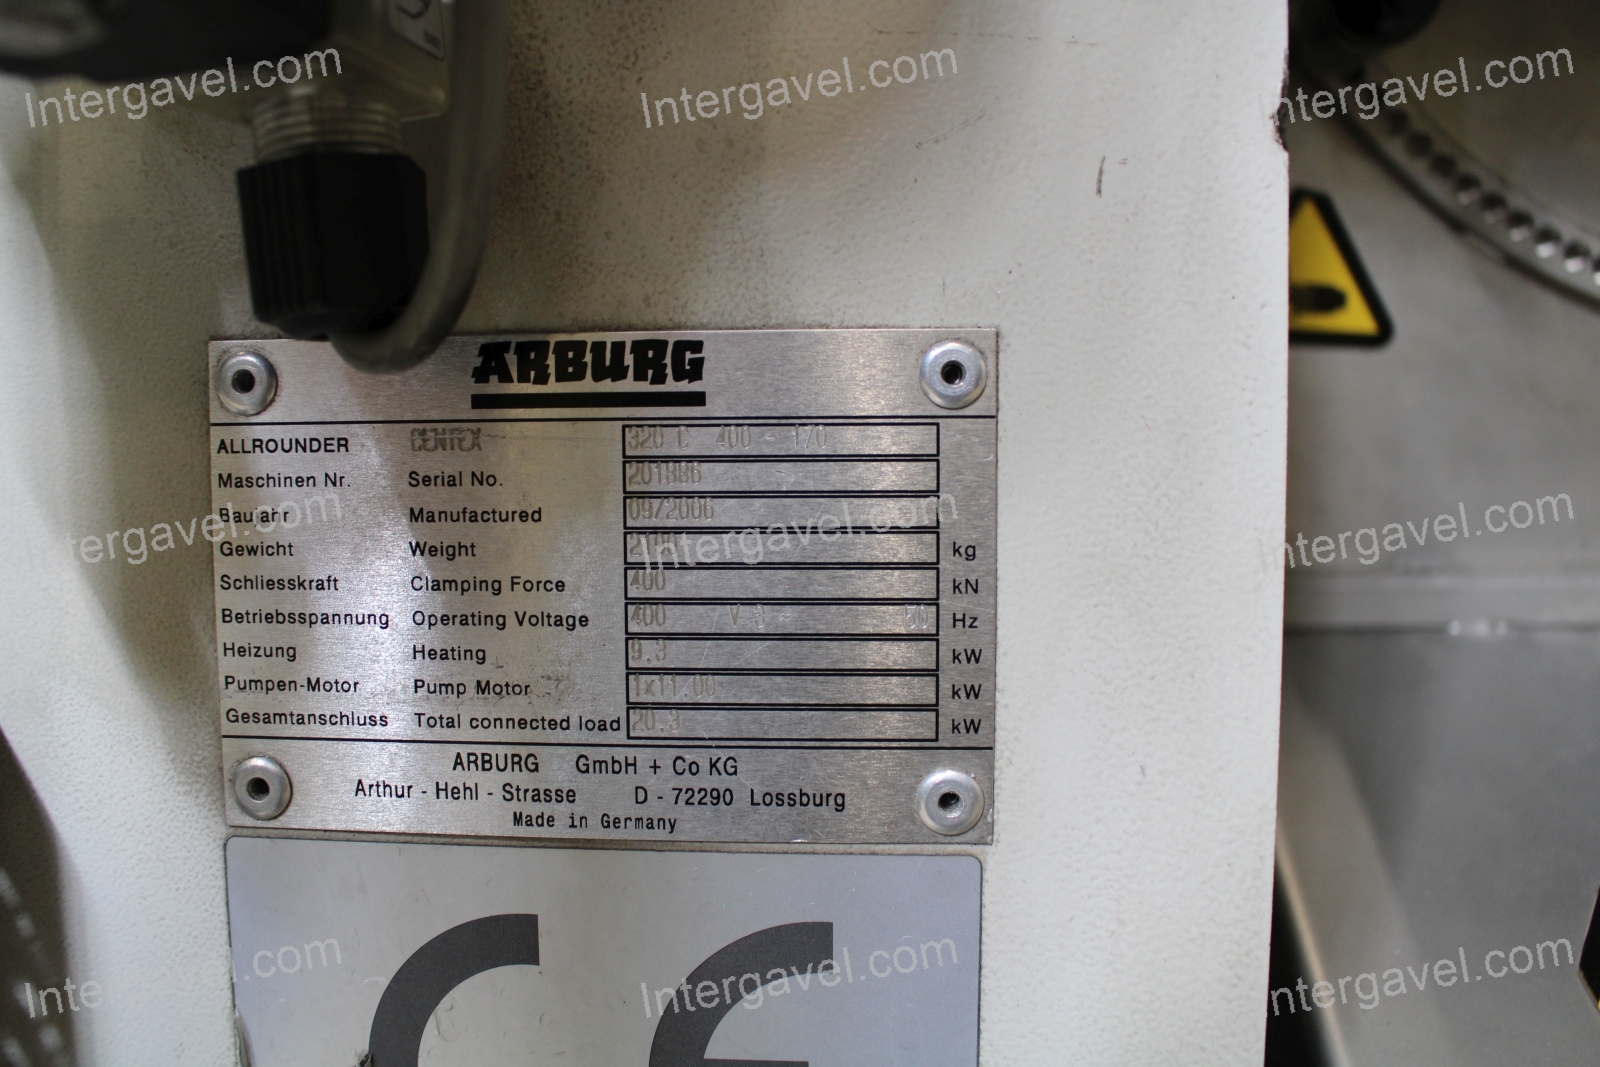 Intergavel.com Intergavel.com Intergavel.com
ARBURG
ALLROUNDER CENTEX 320 C 400 - 170
Maschinen Nr. Serial No. 201886
Baujahr Manufactured 09/2006
Gewicht Weight kg
Schliesskraft Clamping Force 400 kN
Betriebsspannung Operating Voltage 400 V 3 50 Hz
Heizung Heating 9.3 kW
Pumpen-Motor Pump Motor 1x11.00 kW
Gesamtanschluss Total connected load 20.3 kW
Intergavel.com Intergavel.com Intergavel.com
ARBURG GmbH + Co KG
Arthur - Hehl - Strasse D - 72290 Lossburg
Made in Germany
CE
Intergavel.com Intergavel.com Intergavel.com